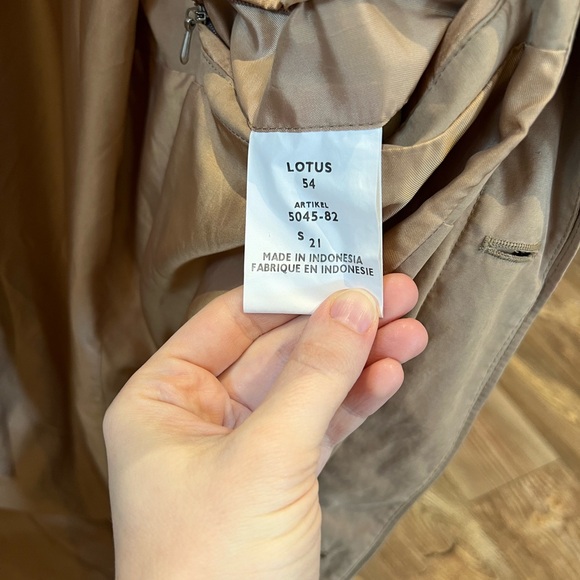 LOTUS
54
ARTIKEL
5045-82
S 21
MADE IN INDONESIA
FABRIQUE EN INDONESIE